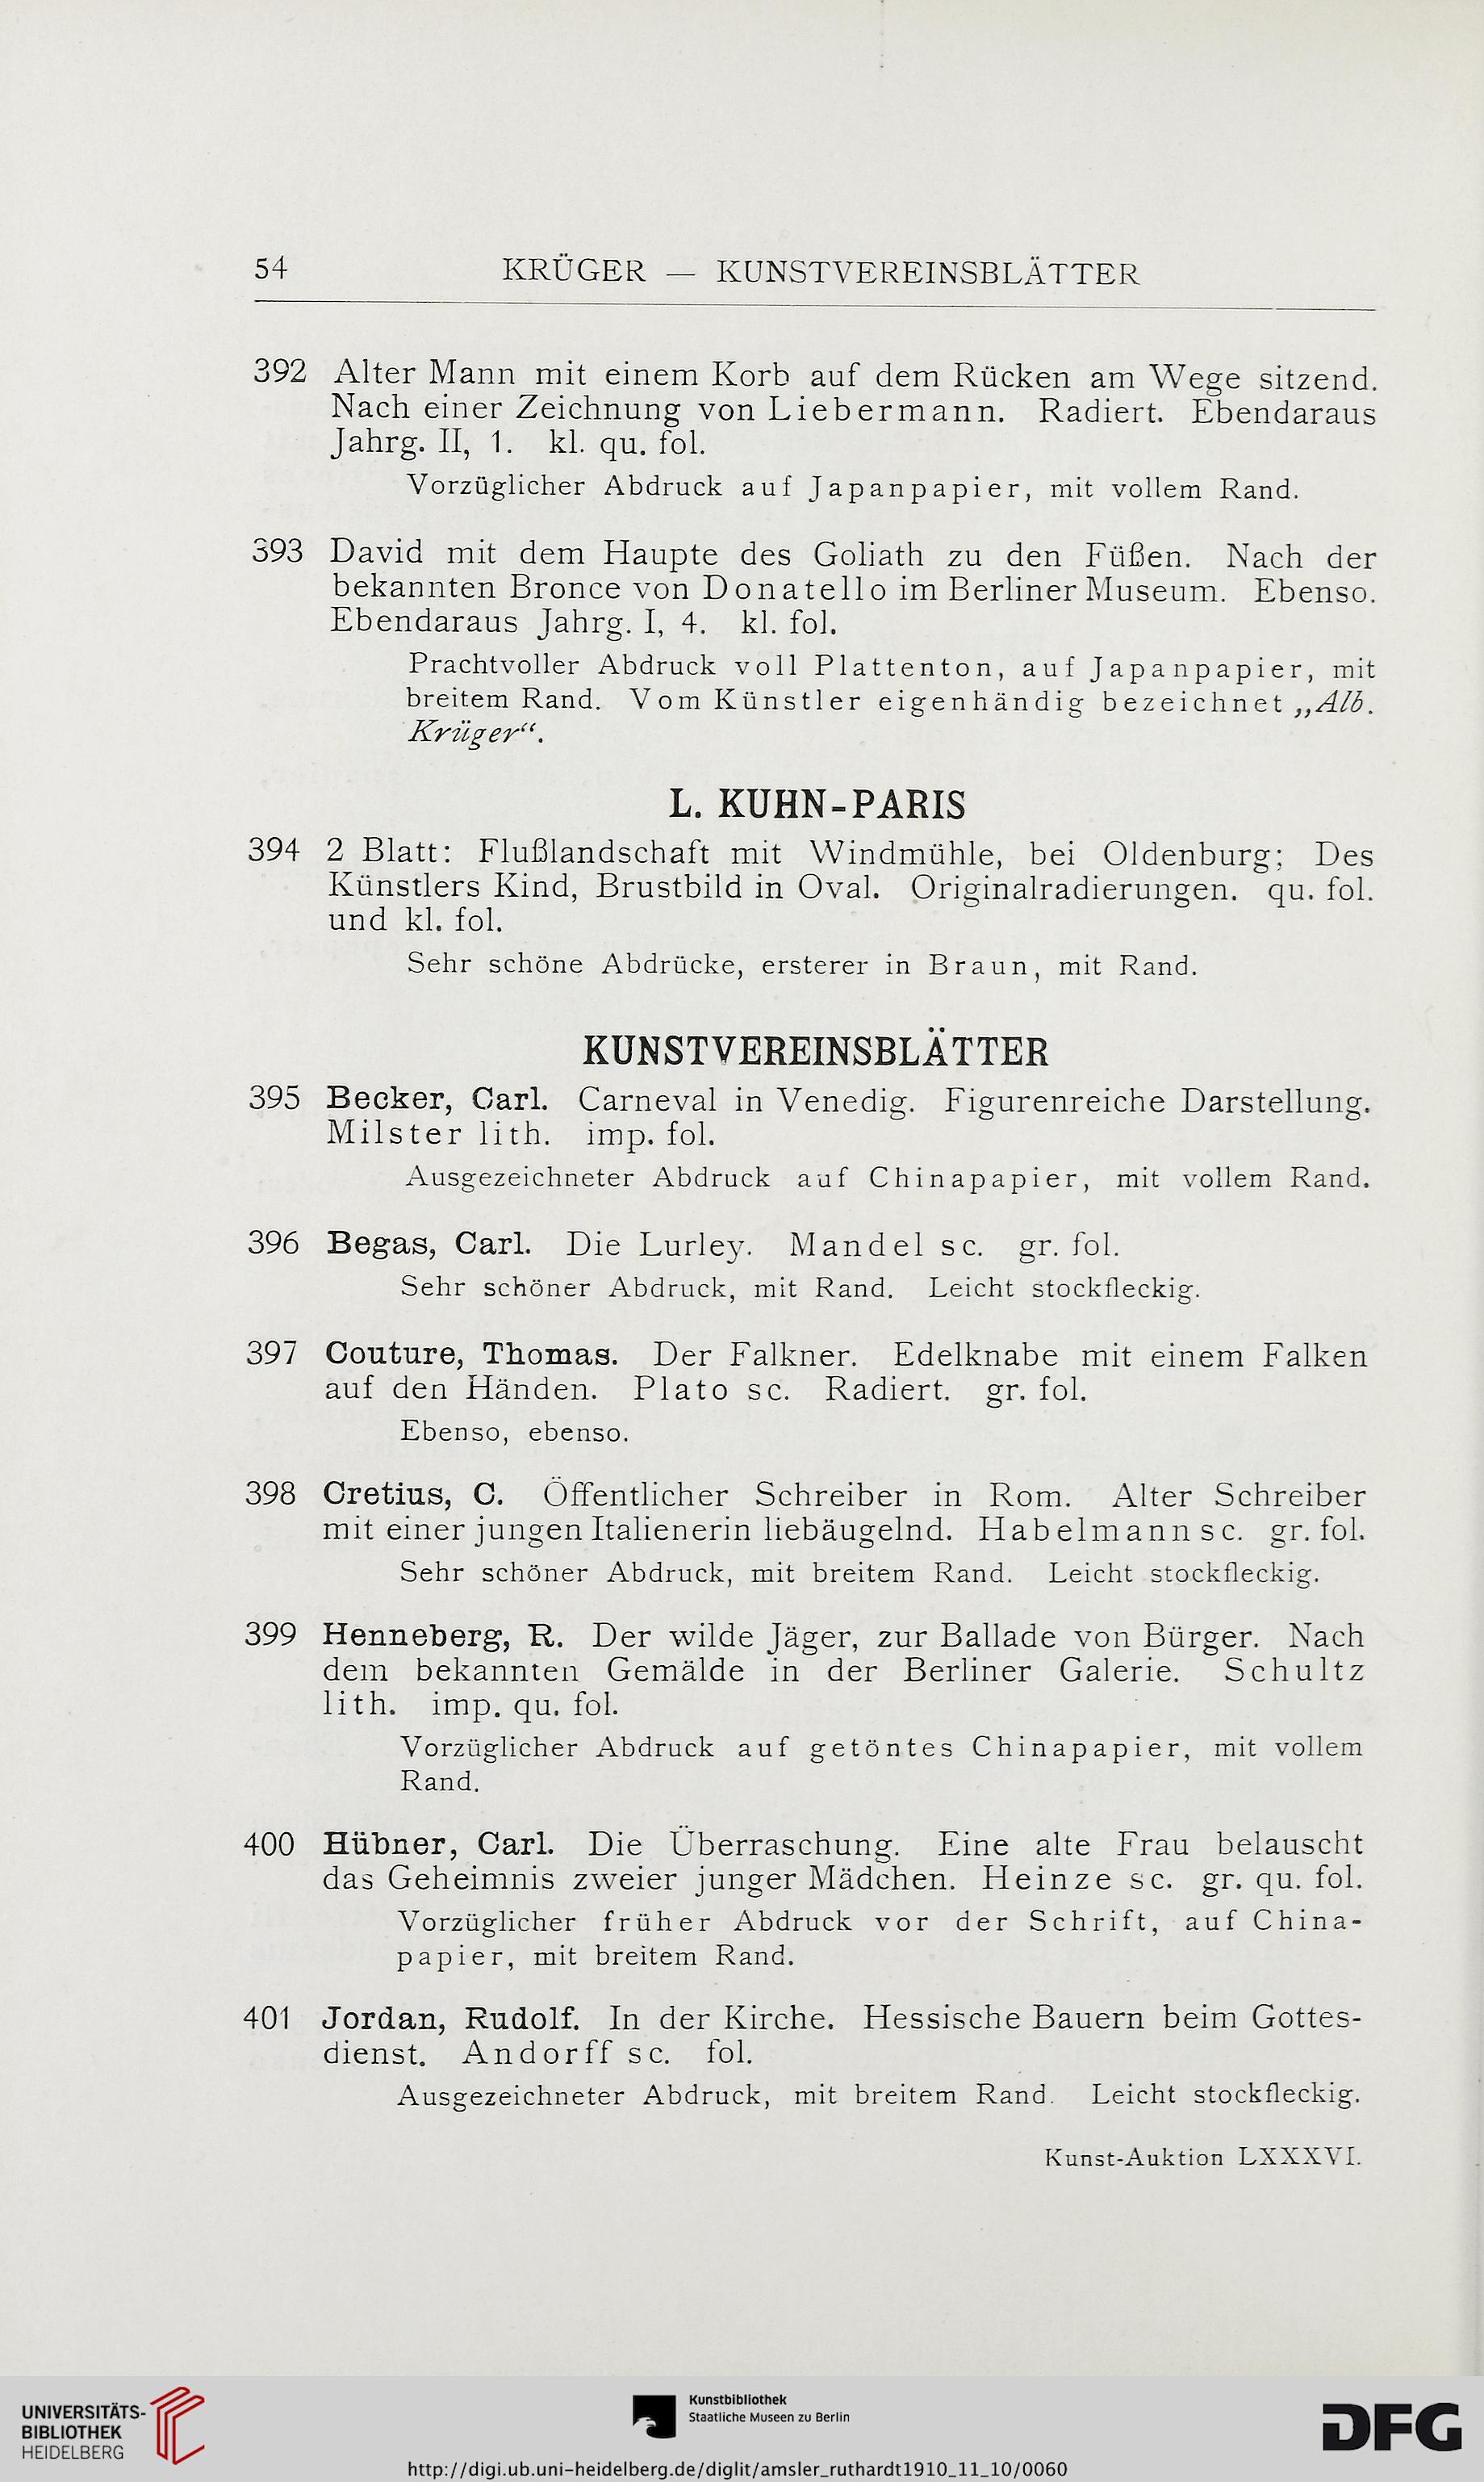 54 KRÜGER — KUNSTVEREINSBLÄTTER
392 Alter Mann mit einem Korb auf dem Rücken am Wege sitzend.
Nach einer Zeichnung von Liebermann. Radiert. Ebendaraus
Jahrg. II, 1. kl. qu. fol.
Vorzüglicher Abdruck auf Japanpapier, mit vollem Rand.
393 David mit dem Haupte des Goliath zu den Füßen. Nach der
bekannten Bronce von Donatello im Berliner Museum. Ebenso.
Ebendaraus Jahrg. I, 4. kl. fol.
Prachtvoller Abdruck voll Plattenton, auf Japanpapier, mit
breitem Rand. Vom Künstler eigenhändig bezeichnet „Alb.
Krüger“.
L. KUHN-PARIS
394 2 Blatt: Flußlandschaft mit Windmühle, bei Oldenburg; Des
Künstlers Kind, Brustbild in Oval. Originalradierungen. qu. fol.
und kl. fol.
Sehr schöne Abdrücke, ersterer in Braun, mit Rand.
KUNSTVEREINSBLÄTTER
395 Becker, Carl. Carneval in Venedig. Figurenreiche Darstellung.
Milster lith. imp. fol.
Ausgezeichneter Abdruck auf Chinapapier, mit vollem Rand.
396 Begas, Carl. Die Lurley. Mandel sc. gr. fol.
Sehr schöner Abdruck, mit Rand. Leicht stockfleckig.
397 Couture, Thomas. Der Falkner. Edelknabe mit einem Falken
auf den Händen. Plato sc. Radiert. gr. fol.
Ebenso, ebenso.
398 Cretius, C. Öffentlicher Schreiber in Rom. Alter Schreiber
mit einer jungen Italienerin liebäugelnd. Habelmann sc. gr. fol.
Sehr schöner Abdruck, mit breitem Rand. Leicht stockfleckig.
399 Henneberg, R. Der wilde Jäger, zur Ballade von Bürger. Nach
dem bekannten Gemälde in der Berliner Galerie. Schultz
lith. imp. qu. fol.
Vorzüglicher Abdruck auf getöntes Chinapapier, mit vollem
Rand.
400 Hübner, Carl. Die Überraschung. Eine alte Frau belauscht
das Geheimnis zweier junger Mädchen. Heinze sc. gr. qu. fol.
Vorzüglicher früher Abdruck vor der Schrift, auf China-
papier, mit breitem Rand.
401 Jordan, Rudolf. In der Kirche. Hessische Bauern beim Gottes-
dienst. Andorff sc. fol.
Ausgezeichneter Abdruck, mit breitem Rand. Leicht stockfleckig.
Kunst-Auktion LXXXVI.
UNIVERSITÄTS-
BIBLIOTHEK
HEIDELBERG
Kunstbibliothek
Staatliche Museen zu Berlin
DFG
http://digi.ub.uni-heidelberg.de/diglit/amsler_ruthardt1910_11_10/0060